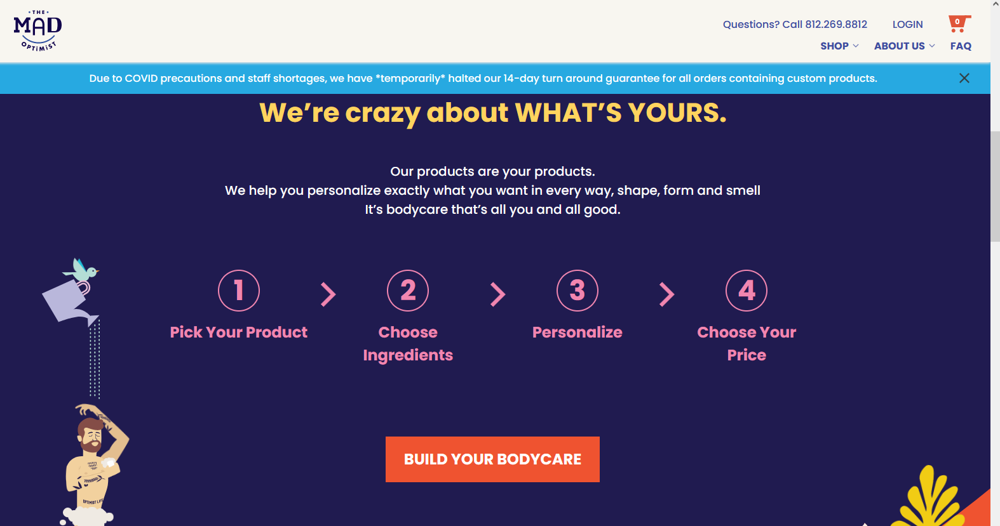 • THE •
MAD
OPTiMiST
Questions? Call 812.269.8812
LOGIN
0
SHOP
ABOUT US
FAQ
Due to COVID precautions and staff shortages, we have *temporarily* halted our 14-day turn around guarantee for all orders containing custom products.
We’re crazy about WHAT’S YOURS.
Our products are your products.
We help you personalize exactly what you want in every way, shape, form and smell
It’s bodycare that’s all you and all good.
1
Pick Your Product
2
Choose
Ingredients
3
Personalize
4
Choose Your
Price
BUILD YOUR BODYCARE
OPTIMIST LIFE